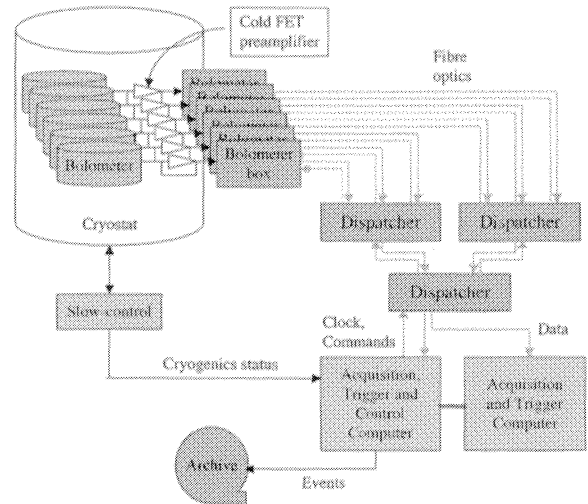 Cold FET
preamplifier
Fibre
optics
Bolometer
Bolometer
box
Cryostat
Dispatcher
Dispatcher
Dispatcher
Slow control
Clock,
Commands
Data
Cryogenics status
Acquisition,
Trigger and
Control
Computer
Acquisition
and Trigger
Computer
Archive
Events